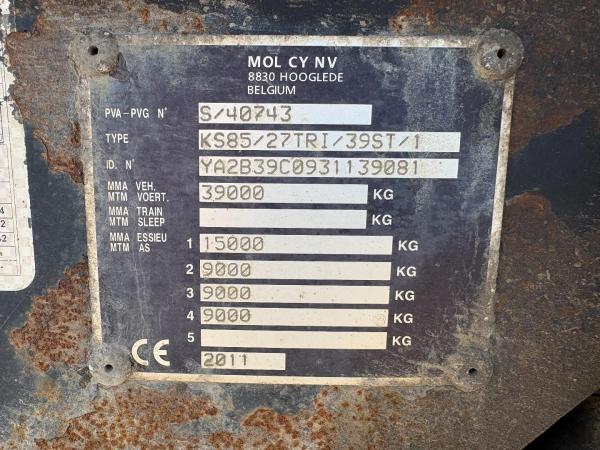 MOL CY NV
8830 HOOGLEDE
BELGIUM
PVA-PVG N° S/40743
TYPE KS85/27TRI/39ST/1
ID. N° YA2B39C0931139081
MMA VEH. MTM VOERT. 39000 KG
MMA TRAIN MTM SLEEP KG
MMA ESSIEU MTM AS 1 15000 KG
2 9000 KG
3 9000 KG
4 9000 KG
5 KG
CE 2011